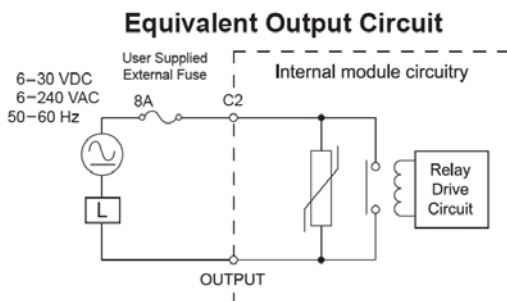 Equivalent Output Circuit
User Supplied
External Fuse
Internal module circuitry
6–30 VDC
6–240 VAC
50–60 Hz
8A
C2
L
Relay
Drive
Circuit
OUTPUT